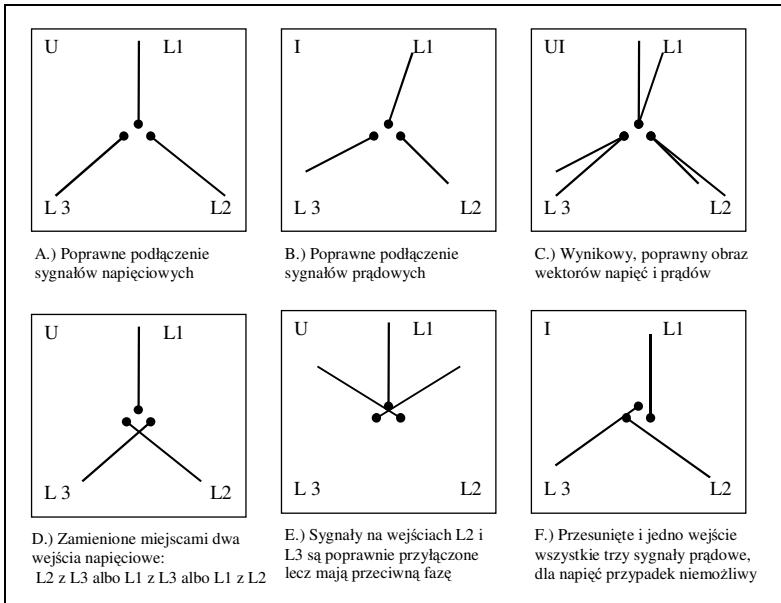 U L1
L 3 L2
A.) Poprawne podłączenie
sygnałów napięciowych
I L1
L 3 L2
B.) Poprawne podłączenie
sygnałów prądowych
UI L1
L 3 L2
C.) Wynikowy, poprawny obraz
wektorów napięć i prądów
U L1
L 3 L2
D.) Zamienione miejscami dwa
wejścia napięciowe:
L2 z L3 albo L1 z L3 albo L1 z L2
U L1
L 3 L2
E.) Sygnały na wejściach L2 i
L3 są poprawnie przyłączone
lecz mają przeciwną fazę
I L1
L 3 L2
F.) Przesunięte i jedno wejście
wszystkie trzy sygnały prądowe,
dla napięć przypadek niemożliwy